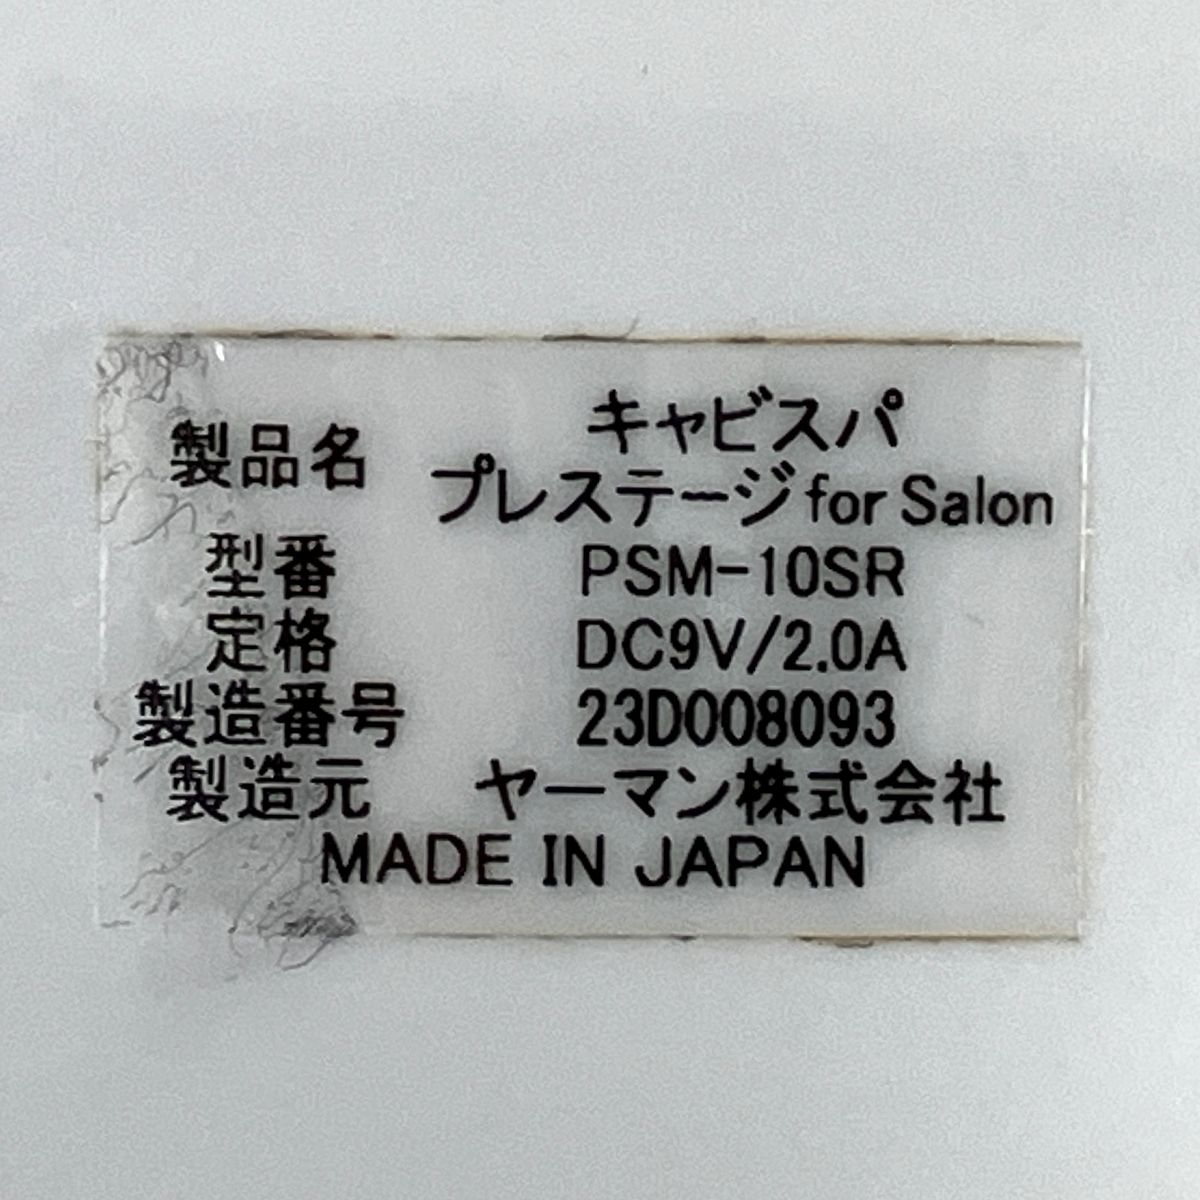 製品名 キャビスパ
プレステージ for Salon
型番 PSM-10SR
定格 DC9V/2.0A
製造番号 23D008093
製造元 ヤーマン株式会社
MADE IN JAPAN